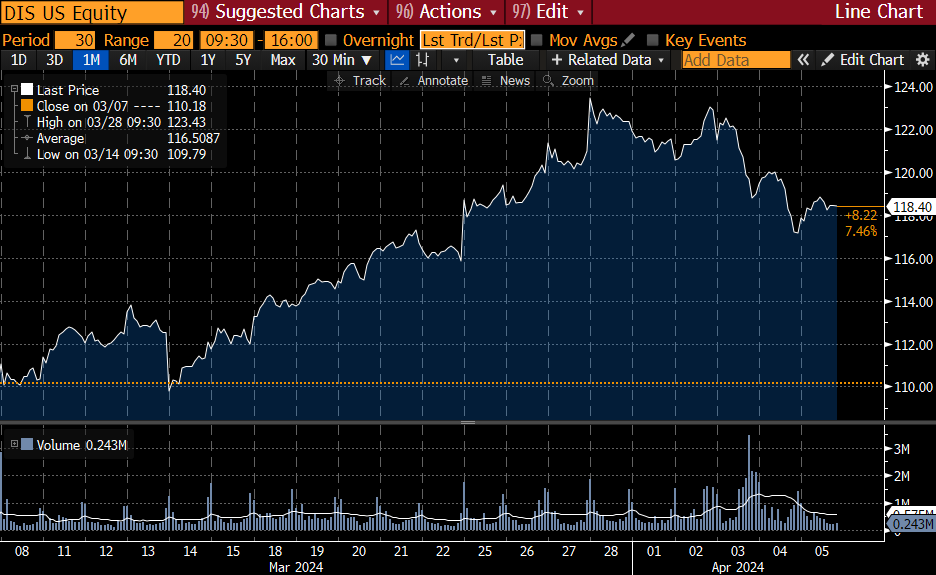 DIS US Equity 94) Suggested Charts 96) Actions 97) Edit Line Chart
Period 30 Range 20 09:30 - 16:00 Overnight Lst Trd/Lst P Mov Avgs Key Events
1D 3D 1M 6M YTD 1Y 5Y Max 30 Min ▼ Table + Related Data Add Data « Edit Chart
Track Annotate News Zoom
Last Price 118.40
Close on 03/07 ---- 110.18
High on 03/28 09:30 123.43
Average 116.5087
Low on 03/14 09:30 109.79
124.00
122.00
120.00
118.40
118.00
+8.22
7.46%
116.00
114.00
112.00
110.00
Volume 0.243M
3M
2M
1M
0.575M
0.243M
0
08 11 12 13 14 15 18 19 20 21 22 25 26 27 28 01 02 03 04 05
Mar 2024 Apr 2024